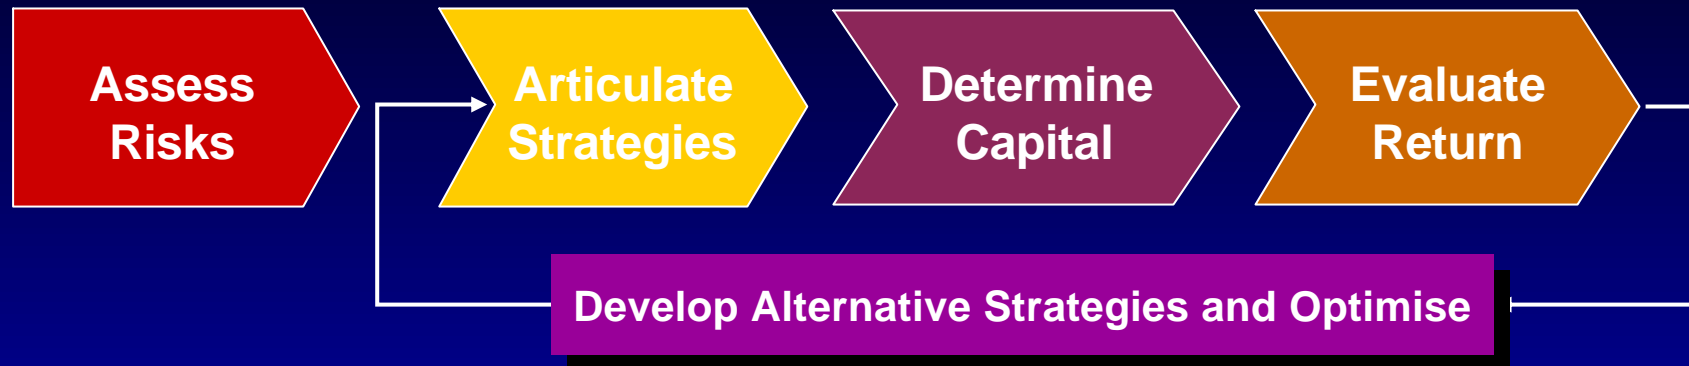 Assess
Risks
Articulate
Strategies
Determine
Capital
Evaluate
Return
Develop Alternative Strategies and Optimise